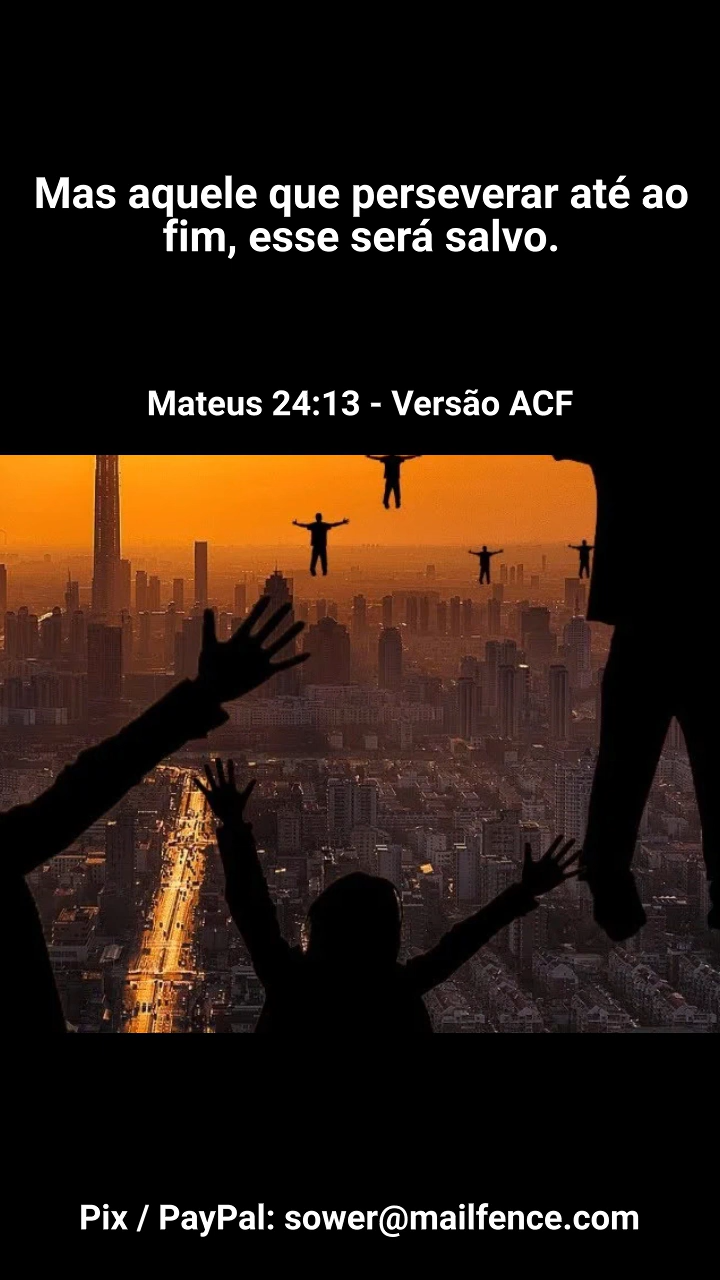 Mas aquele que perseverar até ao
fim, esse será salvo.
Mateus 24:13 - Versão ACF
Pix / PayPal: sower@mailfence.com